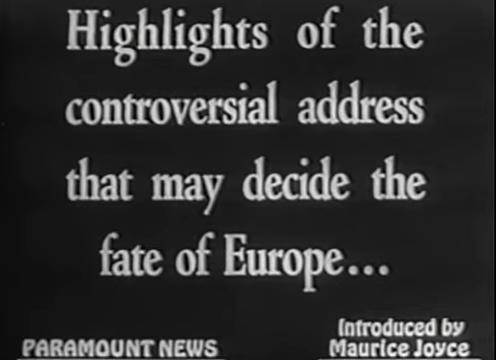 Highlights of the
controversial address
that may decide the
fate of Europe...
PARAMOUNT NEWS
Introduced by
Maurice Joyce